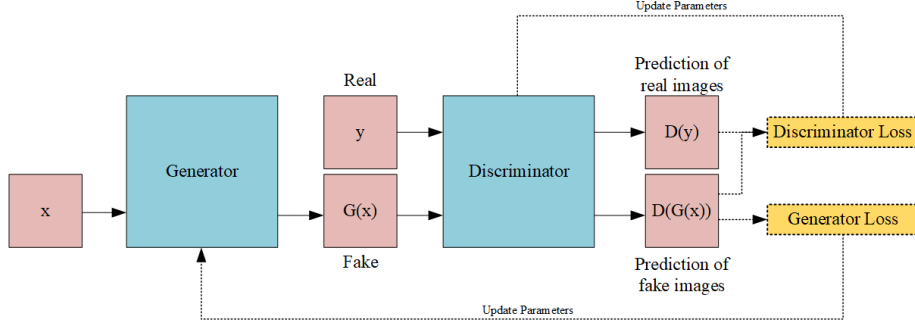 Update Parameters
Real
Prediction of
real images
x
Generator
y
Discriminator
D(y)
Discriminator Loss
G(x)
D(G(x))
Generator Loss
Fake
Prediction of
fake images
Update Parameters